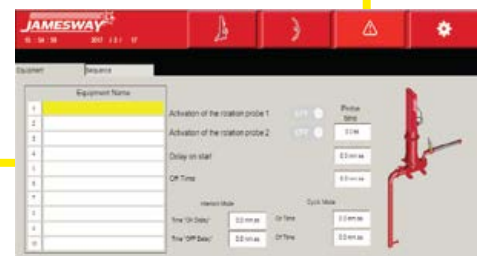 JAMESWAY
Equipment Sequence
Equipment Name
1
2
3
4
5
6
7
8
9
10
Activation of the rotation probe 1 OFF
Probe time
Activation of the rotation probe 2 OFF
Delay on start
Off Time
Interlock Mode Cycle Mode
Time "On Delay" On Time
Time "OFF Delay" Off Time